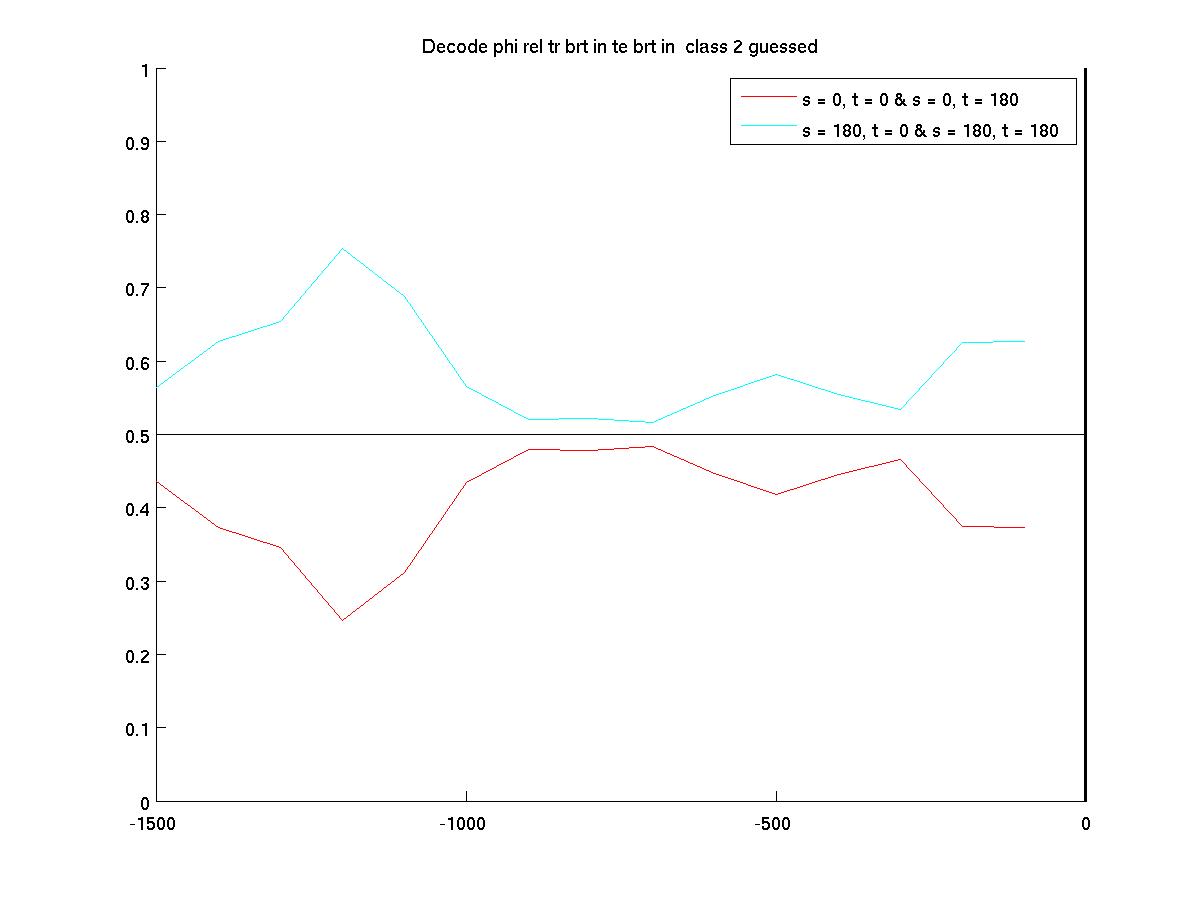 Decode phi rel tr brt in te brt in  class 2 guessed
s = 0, t = 0 & s = 0, t = 180
s = 180, t = 0 & s = 180, t = 180
1
0.9
0.8
0.7
0.6
0.5
0.4
0.3
0.2
0.1
0
-1500 -1000 -500 0